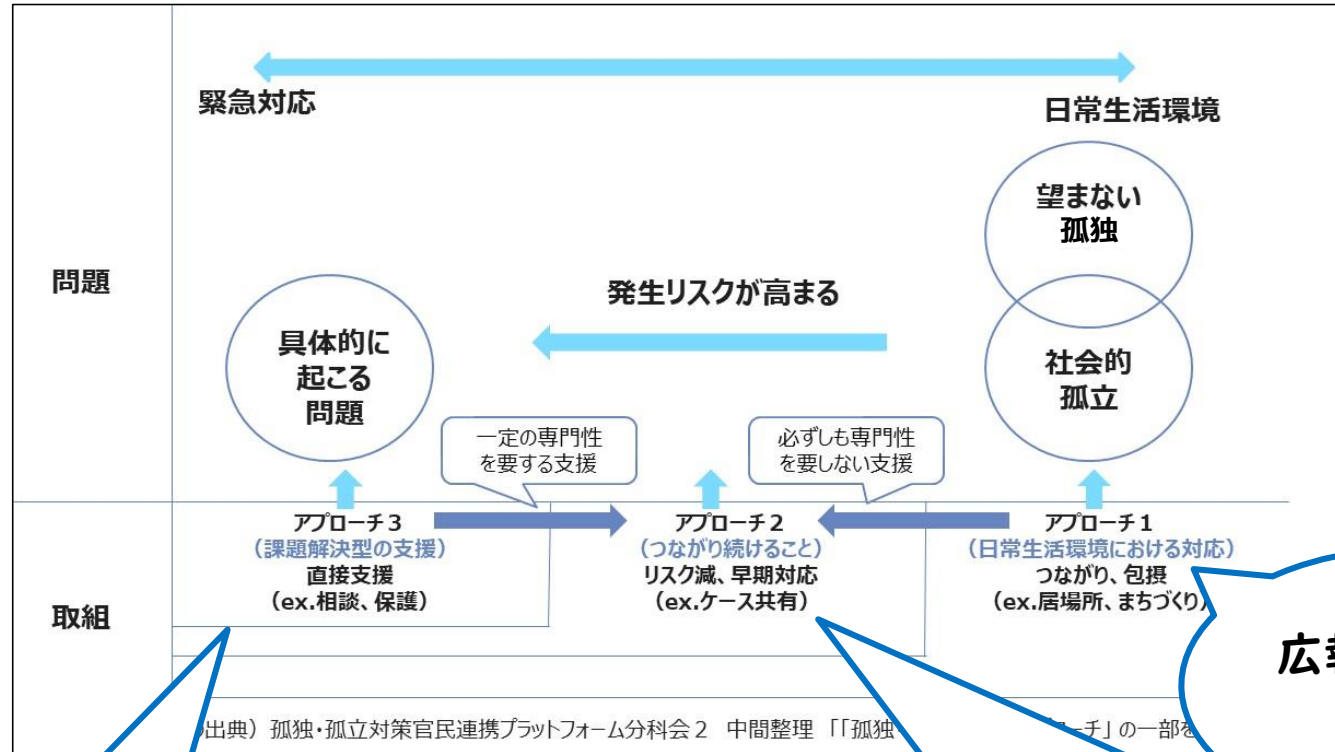 緊急対応
日常生活環境
望まない
孤独
問題
発生リスクが高まる
具体的に
起こる
問題
社会的
孤立
一定の専門性
を要する支援
必ずしも専門性
を要しない支援
取組
アプローチ３
（課題解決型の支援）
直接支援
（ex.相談、保護）
アプローチ２
（つながり続けること）
リスク減、早期対応
（ex.ケース共有）
アプローチ１
（日常生活環境における対応）
つながり、包摂
（ex.居場所、まちづくり）
広
出典）孤独・孤立対策官民連携プラットフォーム分科会２ 中間整理 「「孤独 ーチ」の一部を